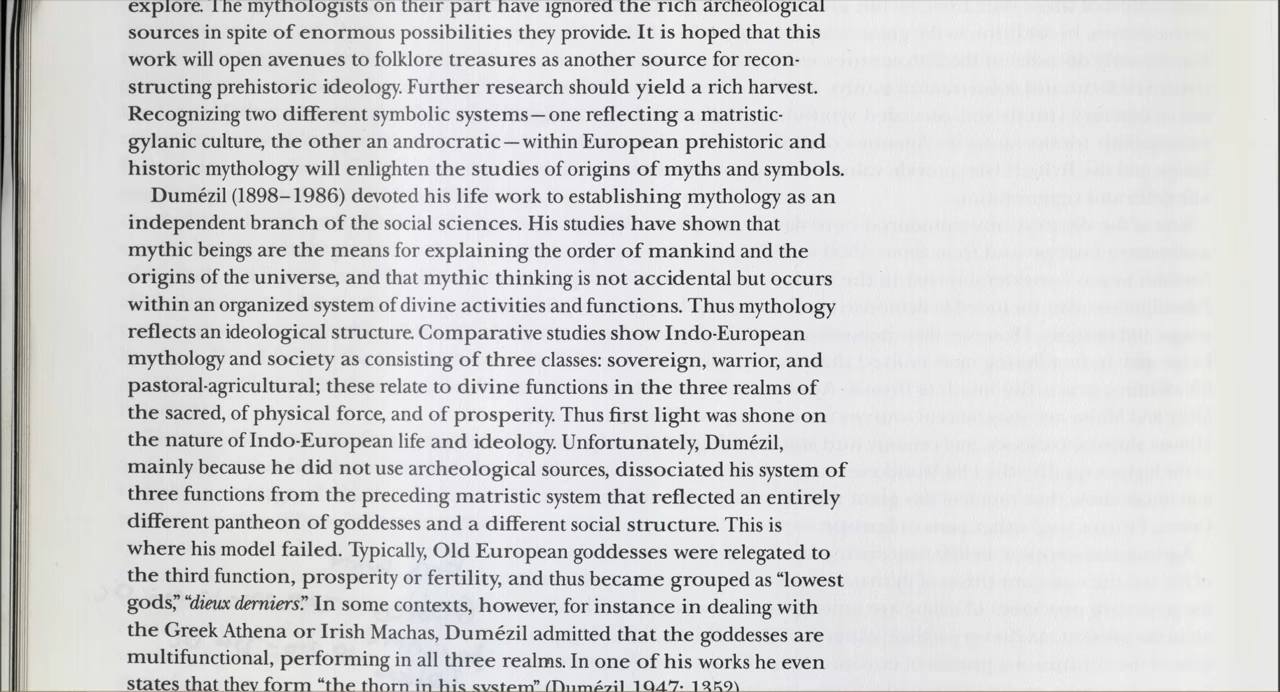 explore. The mythologists on their part have ignored the rich archeological
sources in spite of enormous possibilities they provide. It is hoped that this
work will open avenues to folklore treasures as another source for recon-
structing prehistoric ideology. Further research should yield a rich harvest.
Recognizing two different symbolic systems—one reflecting a matristic-
gylanic culture, the other an androcratic—within European prehistoric and
historic mythology will enlighten the studies of origins of myths and symbols.
Dumézil (1898–1986) devoted his life work to establishing mythology as an
independent branch of the social sciences. His studies have shown that
mythic beings are the means for explaining the order of mankind and the
origins of the universe, and that mythic thinking is not accidental but occurs
within an organized system of divine activities and functions. Thus mythology
reflects an ideological structure. Comparative studies show Indo-European
mythology and society as consisting of three classes: sovereign, warrior, and
pastoral-agricultural; these relate to divine functions in the three realms of
the sacred, of physical force, and of prosperity. Thus first light was shone on
the nature of Indo-European life and ideology. Unfortunately, Dumézil,
mainly because he did not use archeological sources, dissociated his system of
three functions from the preceding matristic system that reflected an entirely
different pantheon of goddesses and a different social structure. This is
where his model failed. Typically, Old European goddesses were relegated to
the third function, prosperity or fertility, and thus became grouped as “lowest
gods,” “dieux derniers.” In some contexts, however, for instance in dealing with
the Greek Athena or Irish Machas, Dumézil admitted that the goddesses are
multifunctional, performing in all three realms. In one of his works he even
states that they form “the thorn in his system” (Dumézil 1947: 1352).